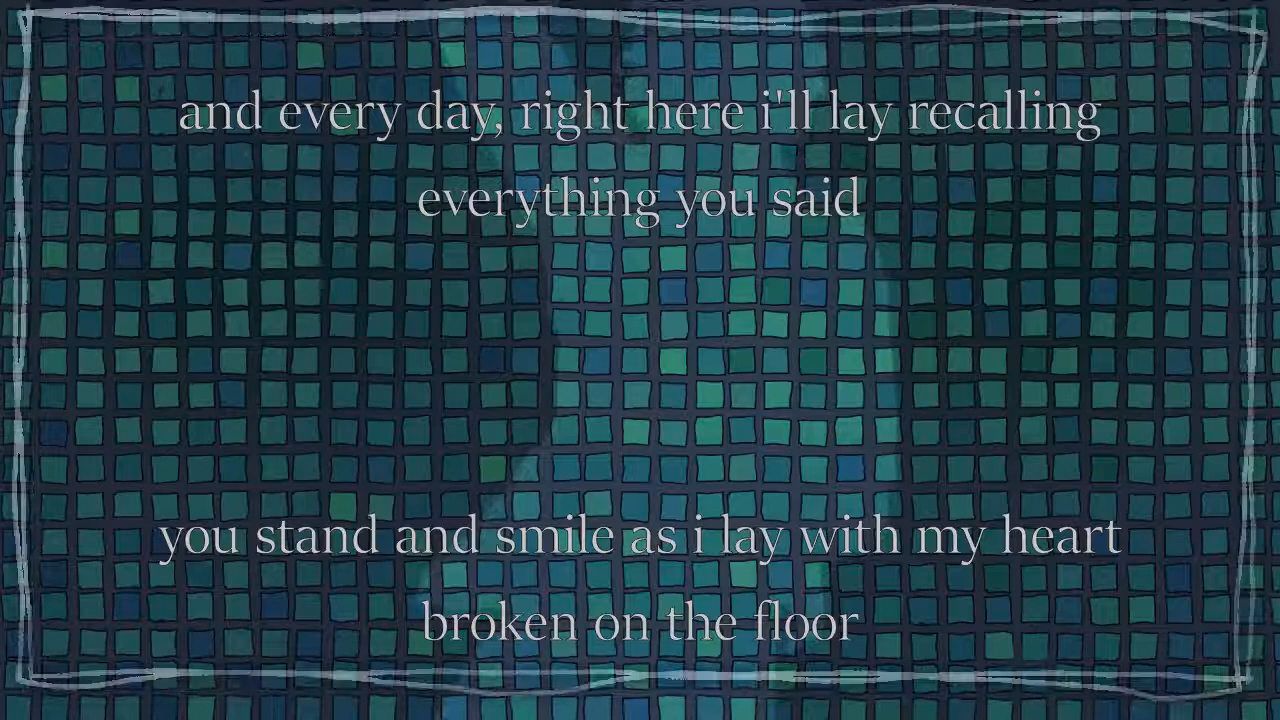 and every day, right here i'll lay recalling
everything you said
you stand and smile as i lay with my heart
broken on the floor